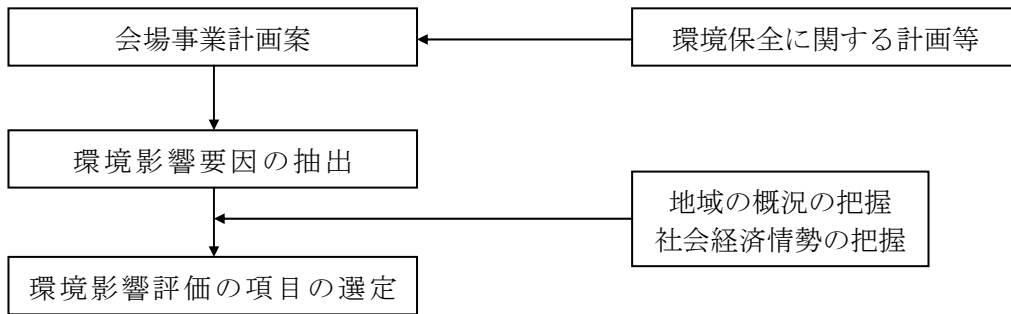 会場事業計画案
環境保全に関する計画等
環境影響要因の抽出
地域の概況の把握
社会経済情勢の把握
環境影響評価の項目の選定